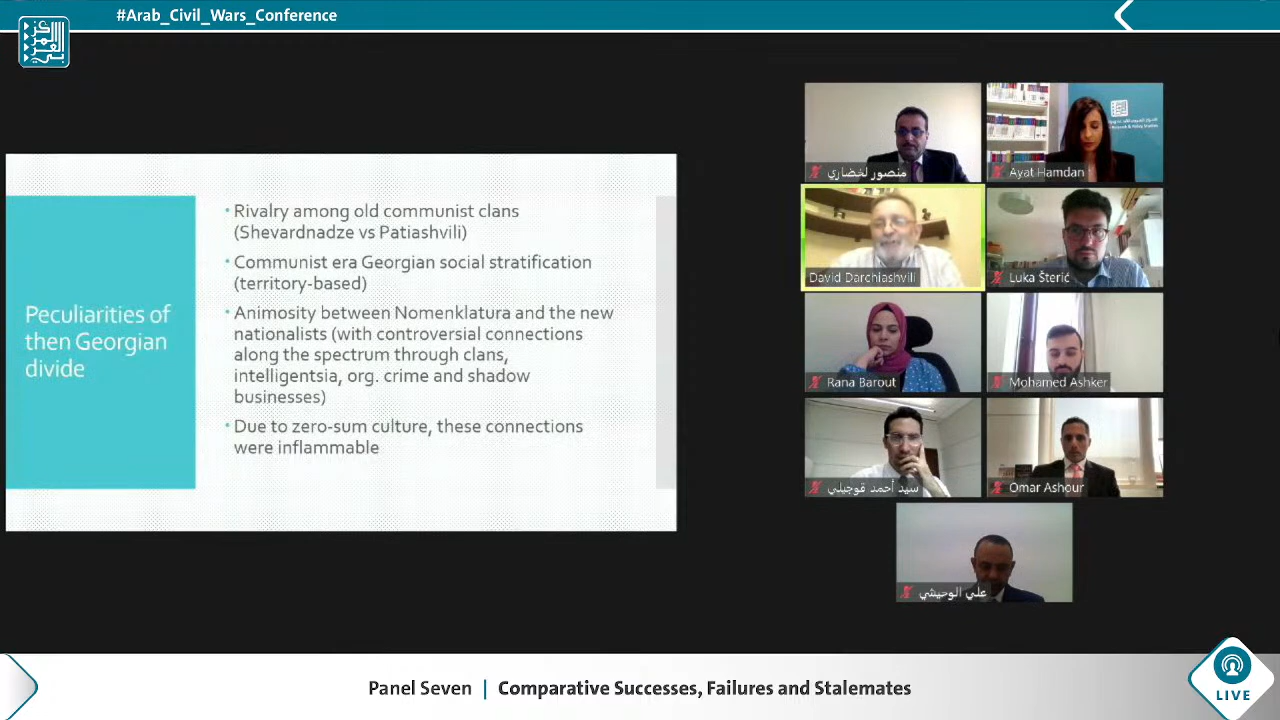 #Arab_Civil_Wars_Conference
Peculiarities of
then Georgian
divide
• Rivalry among old communist clans
(Shevardnadze vs Patiashvili)
• Communist era Georgian social stratification
(territory-based)
• Animosity between Nomenklatura and the new
nationalists (with controversial connections
along the spectrum through clans,
intelligentsia, org. crime and shadow
businesses)
• Due to zero-sum culture, these connections
were inflammable
منصور لخضاري
Ayat Hamdan
David Darchiashvili
Luka Šterić
Rana Barout
Mohamed Ashker
سيد أحمد قوجيلي
Omar Ashour
علي الوحيشي
Panel Seven | Comparative Successes, Failures and Stalemates
LIVE